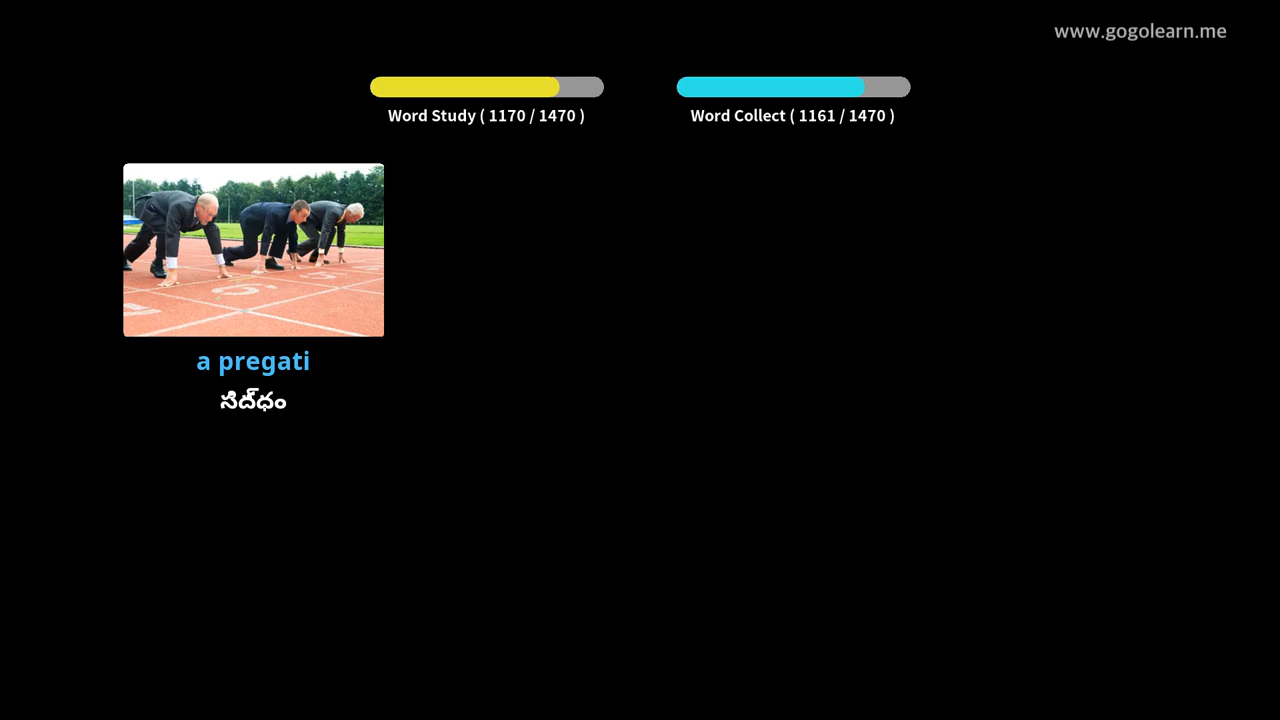 www.gogolearn.me
Word Study ( 1170 / 1470 )
Word Collect ( 1161 / 1470 )
a pregati
సిద్ధం